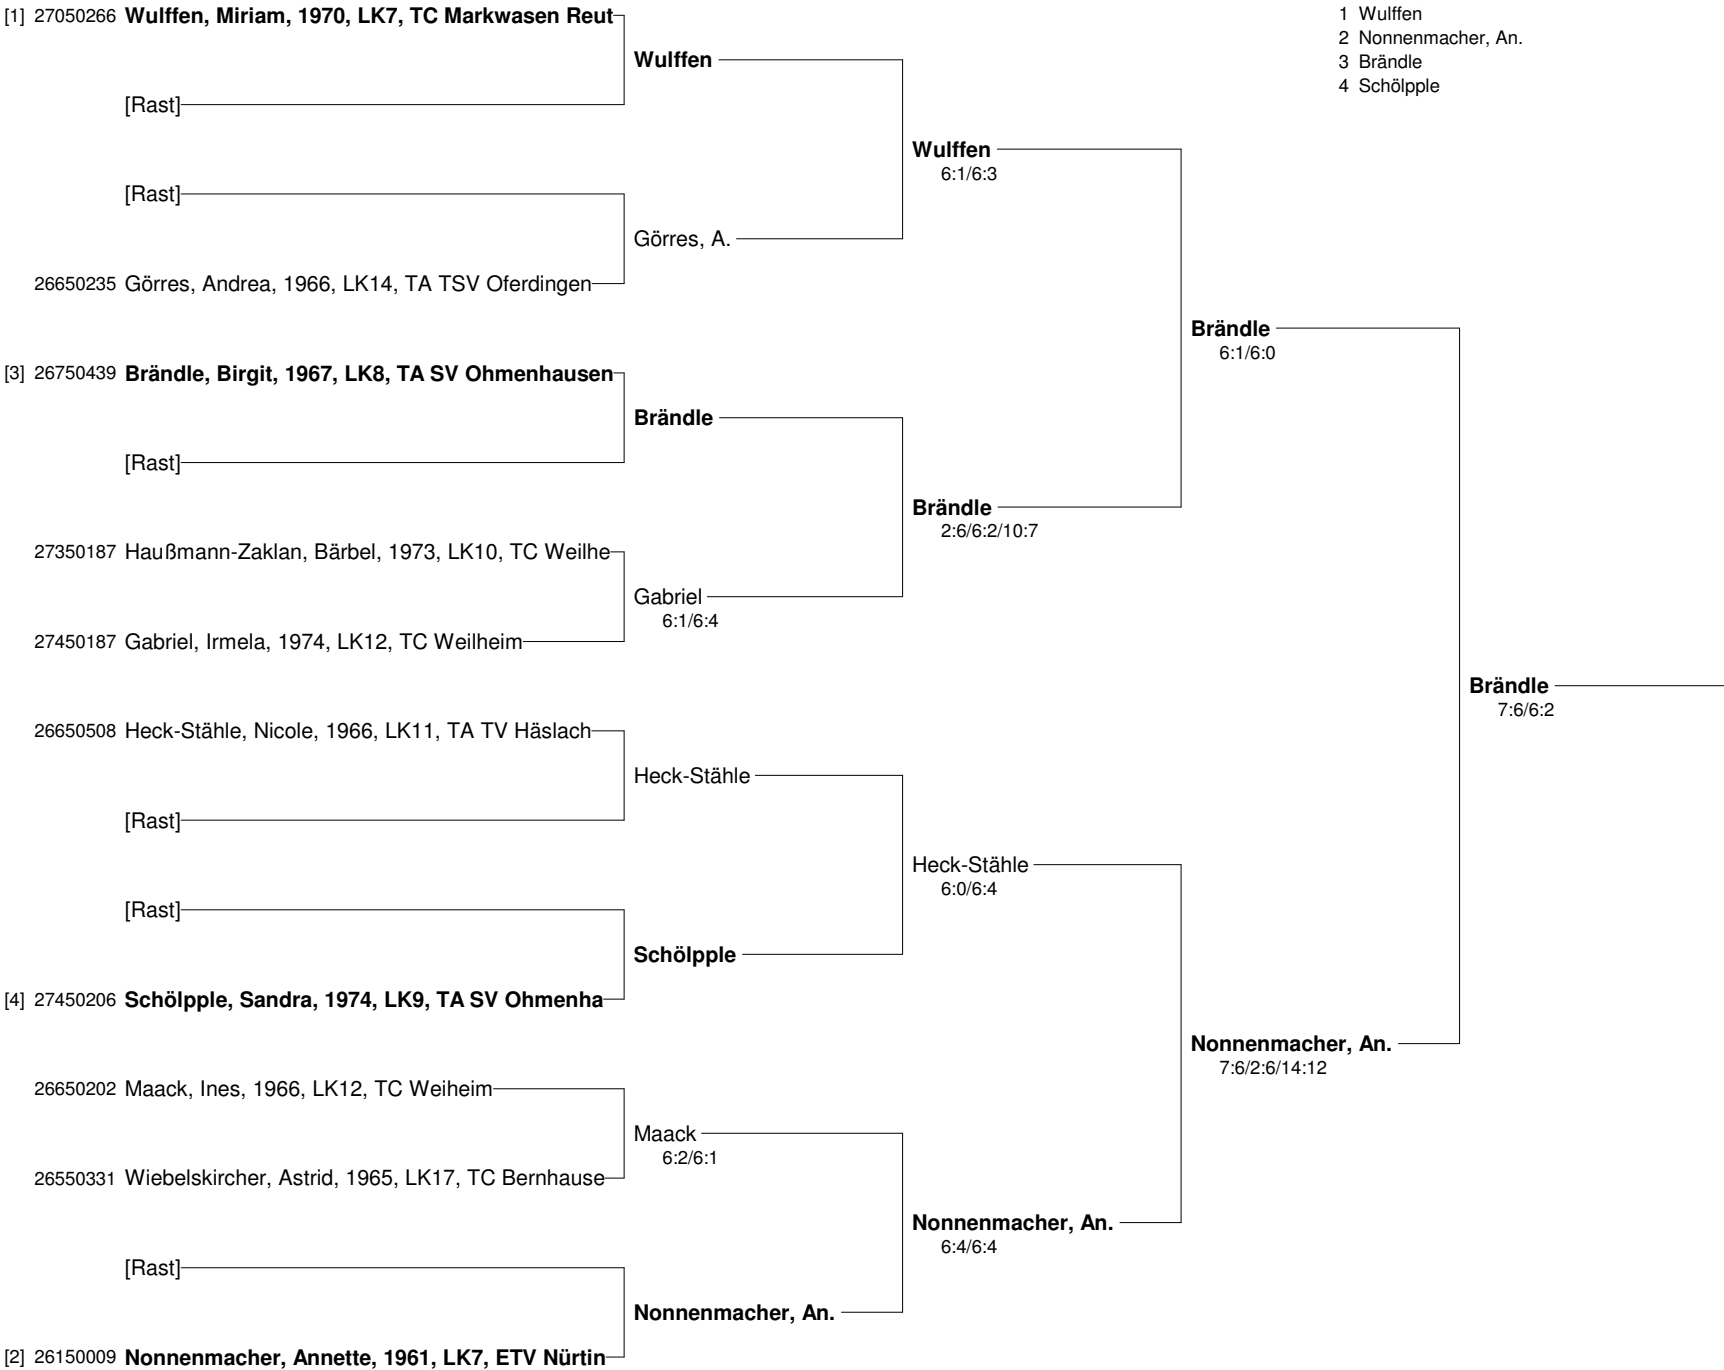 [1] 27050266 Wulffen, Miriam, 1970, LK7, TC Markwasen Reut
1 Wulffen
2 Nonnenmacher, An.
3 Brändle
4 Schölpple
Wulffen
[Rast]
Wulffen
6:1/6:3
[Rast]
Görres, A.
26650235 Görres, Andrea, 1966, LK14, TA TSV Oferdingen
Brändle
6:1/6:0
[3] 26750439 Brändle, Birgit, 1967, LK8, TA SV Ohmenhausen
Brändle
[Rast]
Brändle
2:6/6:2/10:7
27350187 Haußmann-Zaklan, Bärbel, 1973, LK10, TC Weilhe
Gabriel
6:1/6:4
27450187 Gabriel, Irmela, 1974, LK12, TC Weilheim
Brändle
7:6/6:2
26650508 Heck-Stähle, Nicole, 1966, LK11, TA TV Häslach
Heck-Stähle
[Rast]
Heck-Stähle
6:0/6:4
[Rast]
Schölpple
[4] 27450206 Schölpple, Sandra, 1974, LK9, TA SV Ohmenha
Nonnenmacher, An.
7:6/2:6/14:12
26650202 Maack, Ines, 1966, LK12, TC Weiheim
Maack
6:2/6:1
26550331 Wiebelskircher, Astrid, 1965, LK17, TC Bernhause
Nonnenmacher, An.
6:4/6:4
[Rast]
Nonnenmacher, An.
[2] 26150009 Nonnenmacher, Annette, 1961, LK7, ETV Nürtin